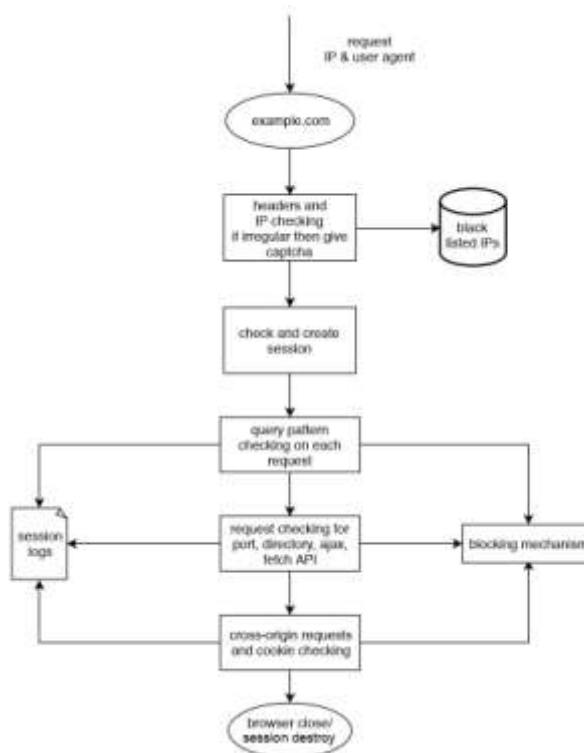 request
IP & user agent
example.com
headers and
IP checking
if irregular then give
captcha
black
listed IPs
check and create
session
query pattern
checking on each
request
session
logs
request checking for
port, directory, ajax,
fetch API
blocking mechanism
cross-origin requests
and cookie checking
browser close/
session destroy